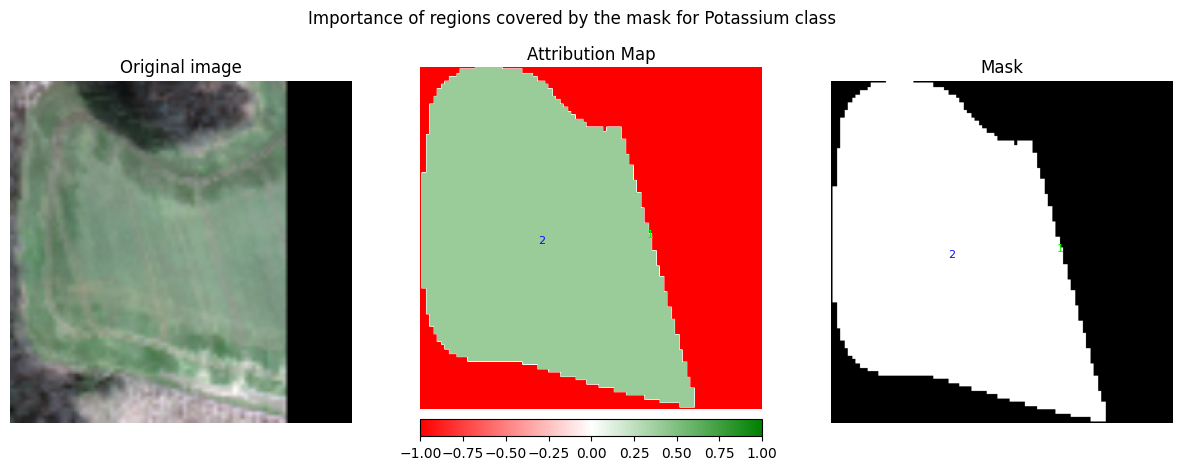 Importance of regions covered by the mask for Potassium class
Original image
Attribution Map
Mask
2
1
2
1
−1.00 −0.75 −0.50 −0.25 0.00 0.25 0.50 0.75 1.00